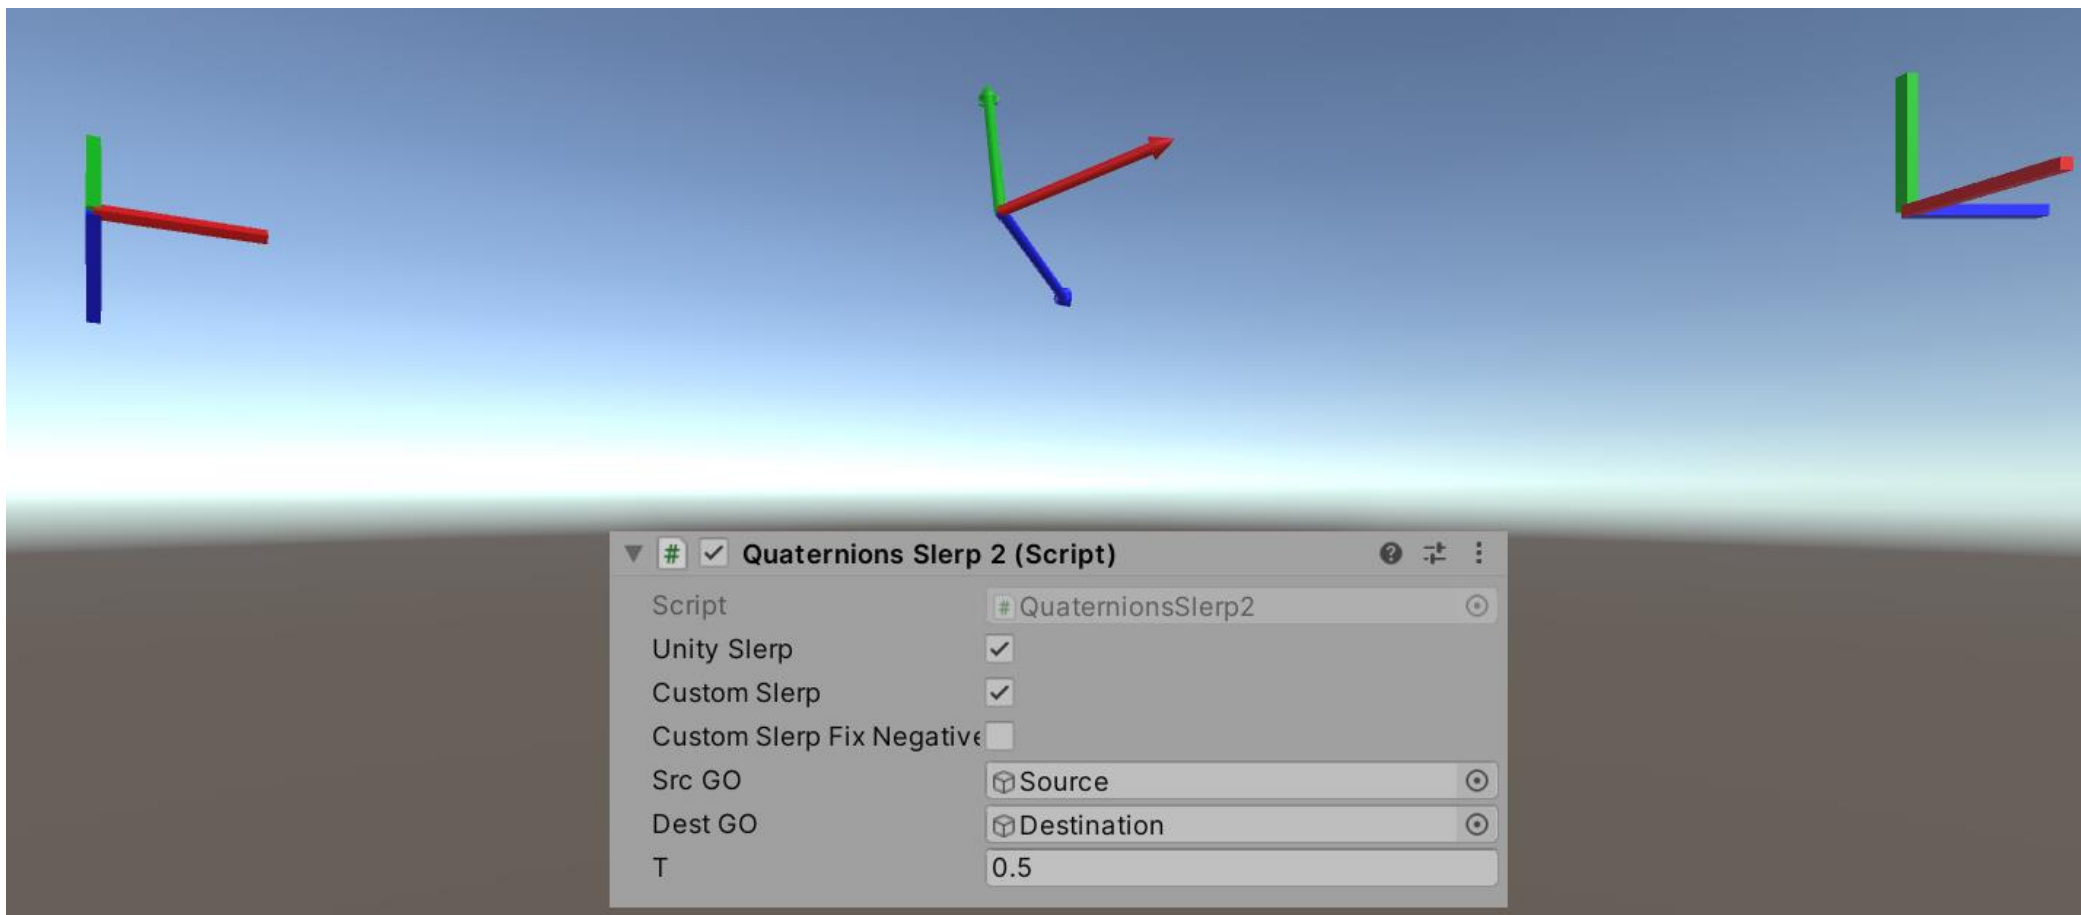 # Quaternions Slerp 2 (Script) ?
Script # QuaternionsSlerp2
Unity Slerp
Custom Slerp
Custom Slerp Fix Negative
Src GO Source
Dest GO Destination
T 0.5